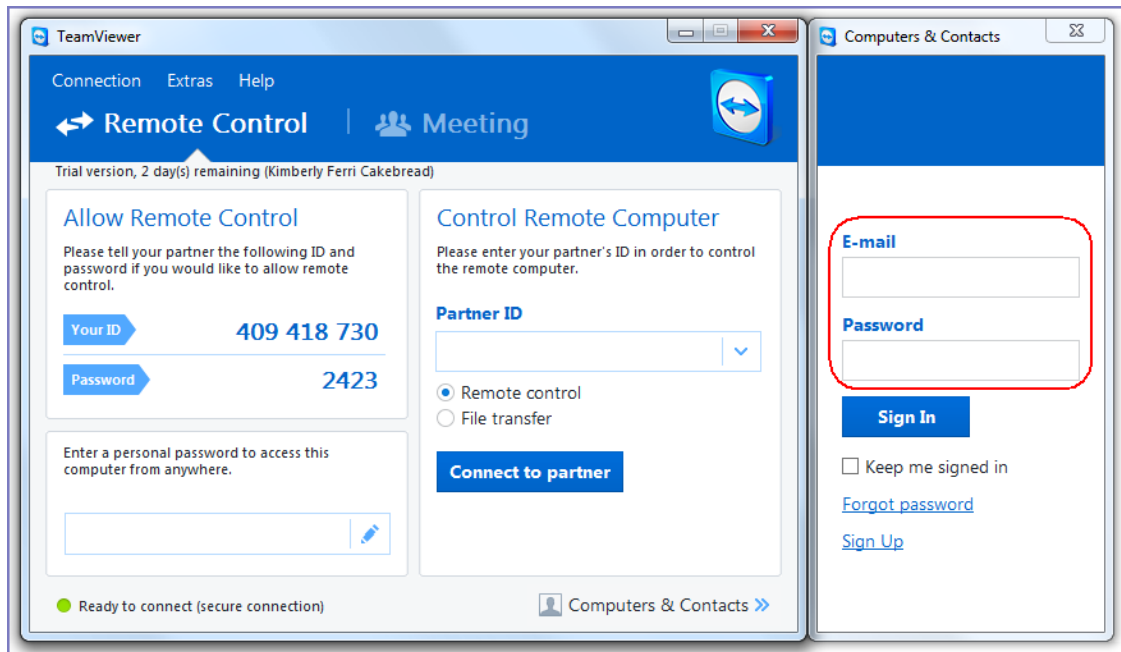 TeamViewer
Connection Extras Help
Remote Control Meeting
Trial version, 2 day(s) remaining (Kimberly Ferri Cakebread)
Allow Remote Control
Please tell your partner the following ID and
password if you would like to allow remote
control.
Your ID 409 418 730
Password 2423
Enter a personal password to access this
computer from anywhere.
Control Remote Computer
Please enter your partner's ID in order to control
the remote computer.
Partner ID
Remote control
File transfer
Connect to partner
Ready to connect (secure connection)
Computers & Contacts
Computers & Contacts
E-mail
Password
Sign In
Keep me signed in
Forgot password
Sign Up